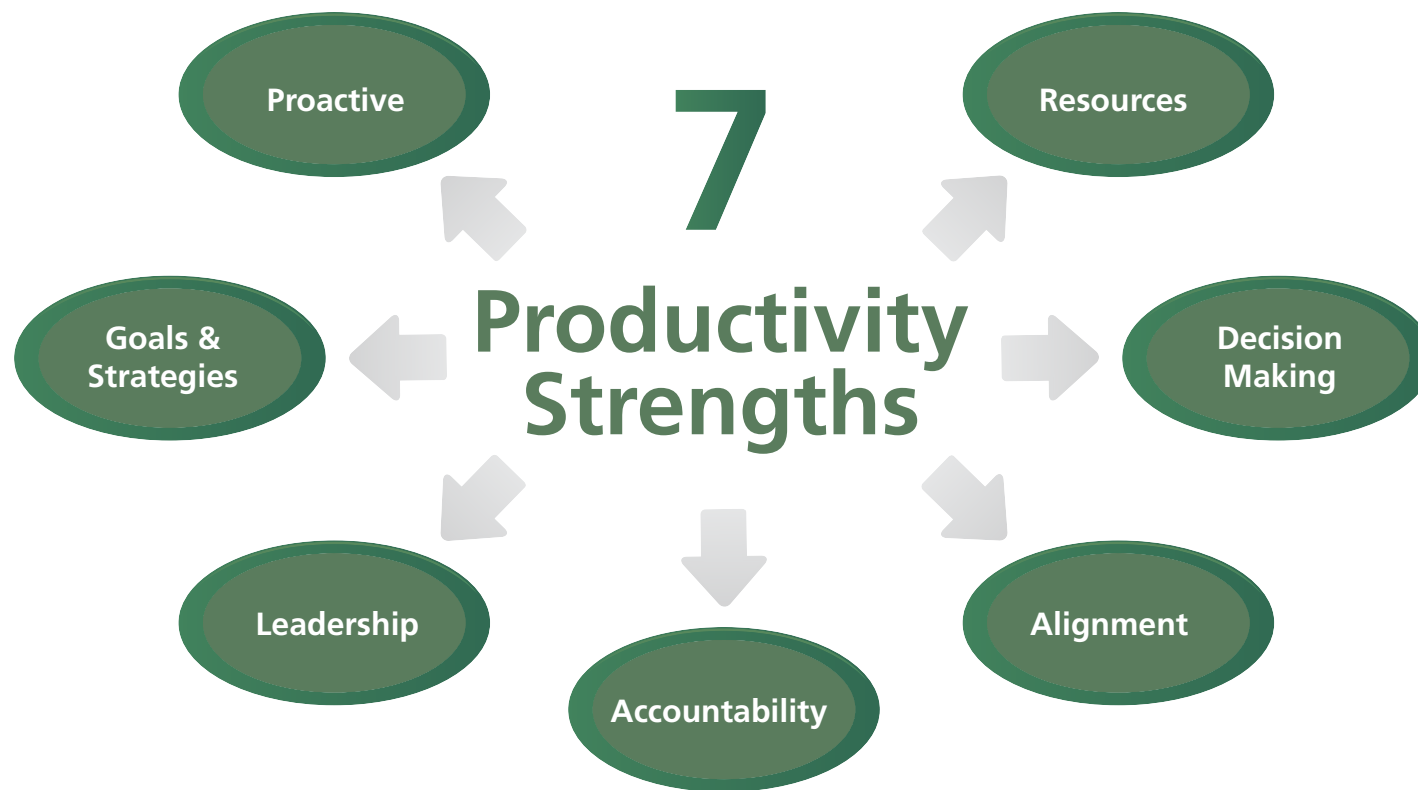 7
Productivity
Strengths
Proactive
Resources
Goals &
Strategies
Decision
Making
Leadership
Alignment
Accountability